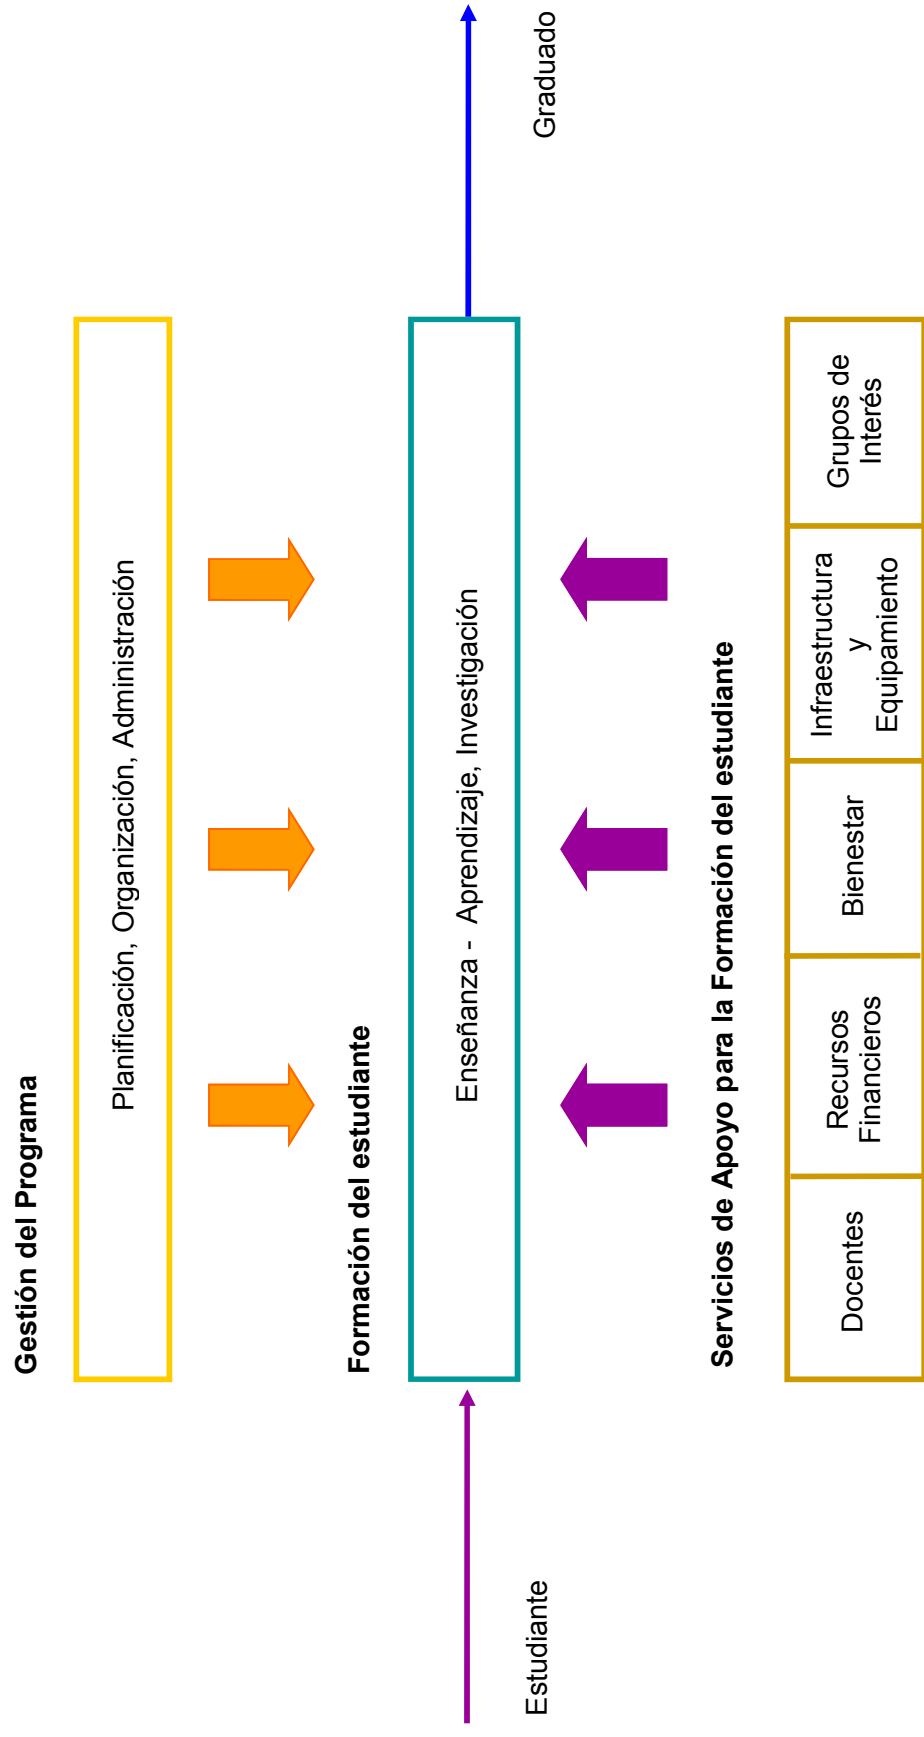 Gestión del Programa
Planificación, Organización, Administración
Formación del estudiante
Enseñanza - Aprendizaje, Investigación
Estudiante
Graduado
Servicios de Apoyo para la Formación del estudiante
Docentes
Recursos
Financieros
Bienestar
Infraestructura
y
Equipamiento
Grupos de
Interés